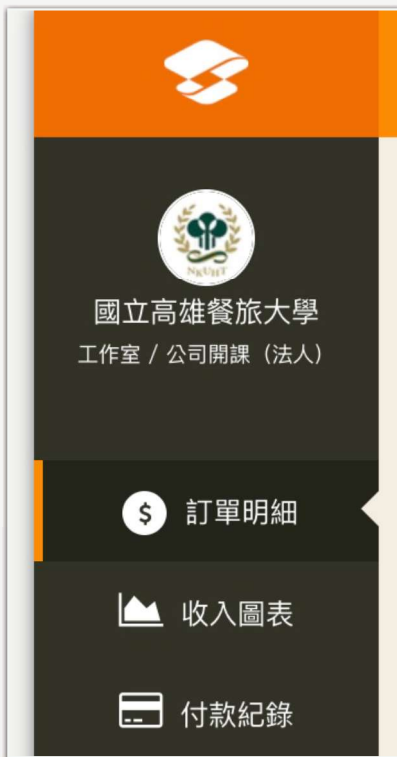 NKUHT
國立高雄餐旅大學
工作室 / 公司開課（法人）
$ 訂單明細
收入圖表
付款紀錄